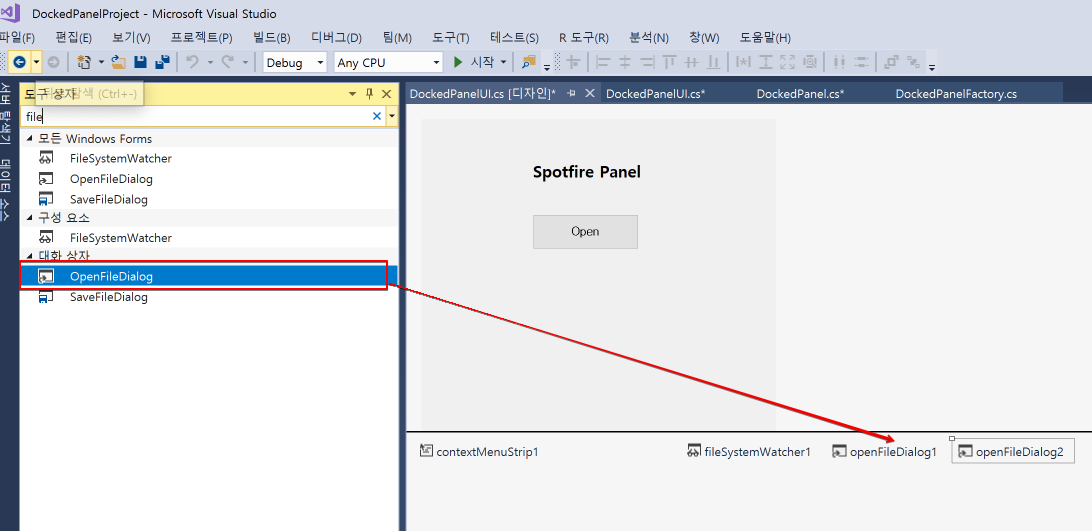 DockedPanelProject - Microsoft Visual Studio
파일(F) 편집(E) 보기(V) 프로젝트(P) 빌드(B) 디버그(D) 팀(M) 도구(T) 테스트(S) R 도구(R) 분석(N) 창(W) 도움말(H)
Debug Any CPU 시작
서버 탐색기 데이터 소스
도구 상자 탐색 (Ctrl+-)
DockedPanelUI.cs [디자인]* DockedPanelUI.cs* DockedPanel.cs* DockedPanelFactory.cs
file
모든 Windows Forms
FileSystemWatcher
OpenFileDialog
SaveFileDialog
구성 요소
FileSystemWatcher
대화 상자
OpenFileDialog
SaveFileDialog
Spotfire Panel
Open
contextMenuStrip1 fileSystemWatcher1 openFileDialog1 openFileDialog2